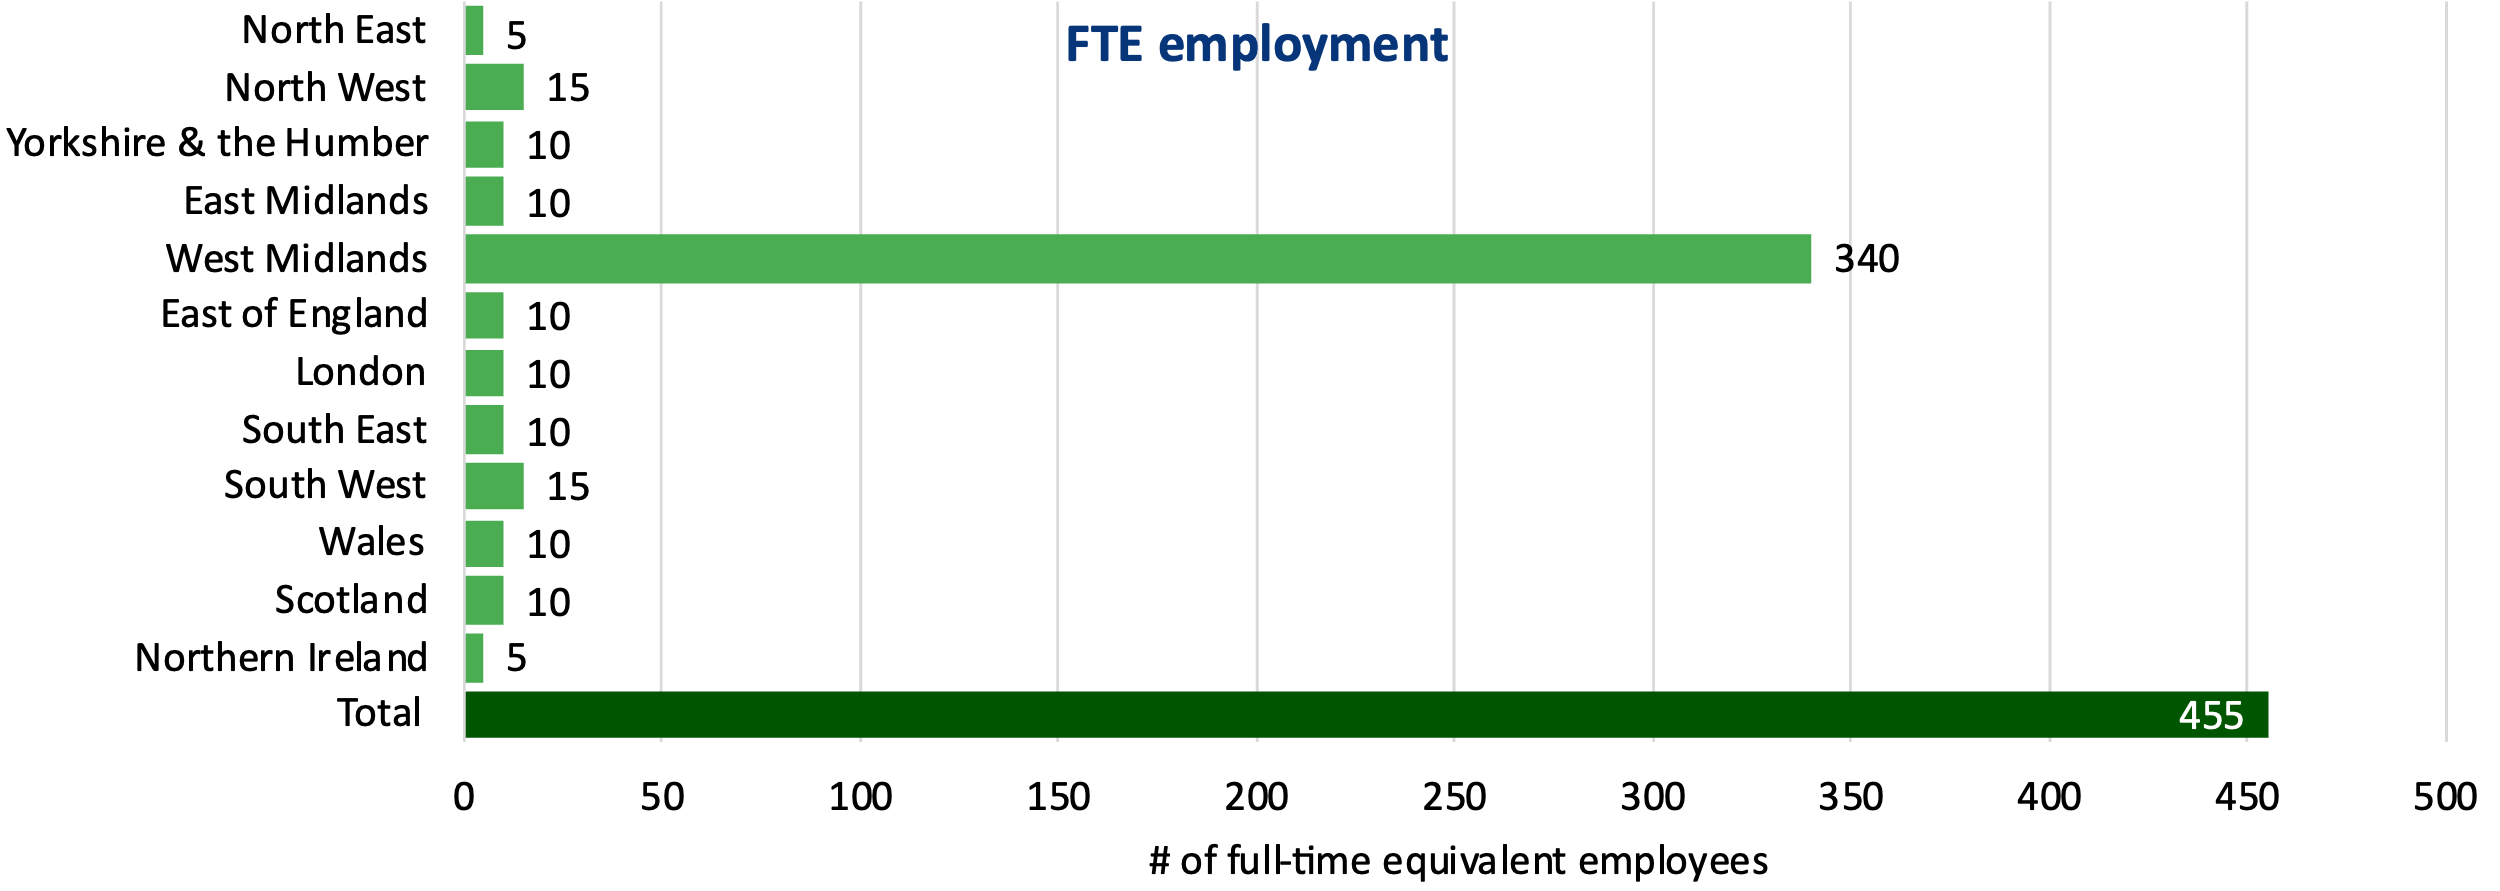 FTE employment
North East 5
North West 15
Yorkshire & the Humber 10
East Midlands 10
West Midlands 340
East of England 10
London 10
South East 10
South West 15
Wales 10
Scotland 10
Northern Ireland 5
Total 455
0 50 100 150 200 250 300 350 400 450 500
# of full-time equivalent employees